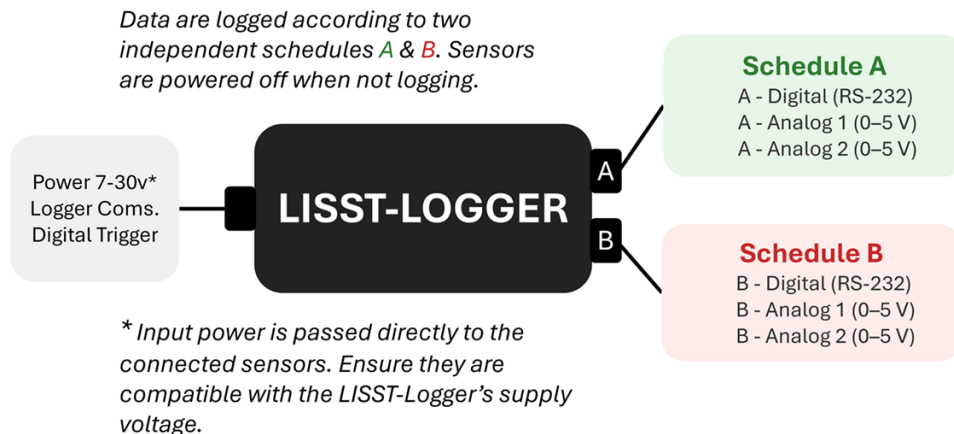 Data are logged according to two
independent schedules A & B. Sensors
are powered off when not logging.
Power 7-30v*
Logger Coms.
Digital Trigger
LISST-LOGGER
A
B
Schedule A
A - Digital (RS-232)
A - Analog 1 (0–5 V)
A - Analog 2 (0–5 V)
Schedule B
B - Digital (RS-232)
B - Analog 1 (0–5 V)
B - Analog 2 (0–5 V)
* Input power is passed directly to the
connected sensors. Ensure they are
compatible with the LISST-Logger's supply
voltage.